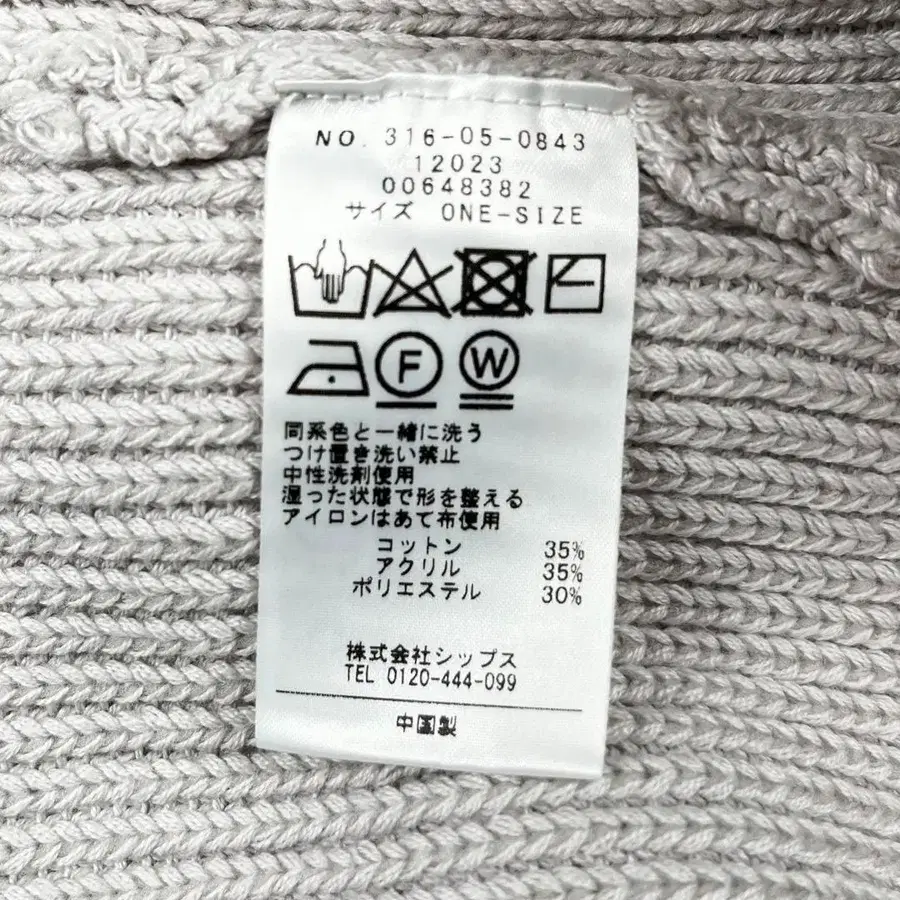 NO. 316-05-0843
12023
00648382
サイズ ONE-SIZE
F W
同系色と一緒に洗う
つけ置き洗い禁止
中性洗剤使用
湿った状態で形を整える
アイロンはあて布使用
コットン 35%
アクリル 35%
ポリエステル 30%
株式会社シップス
TEL 0120-444-099
中国製